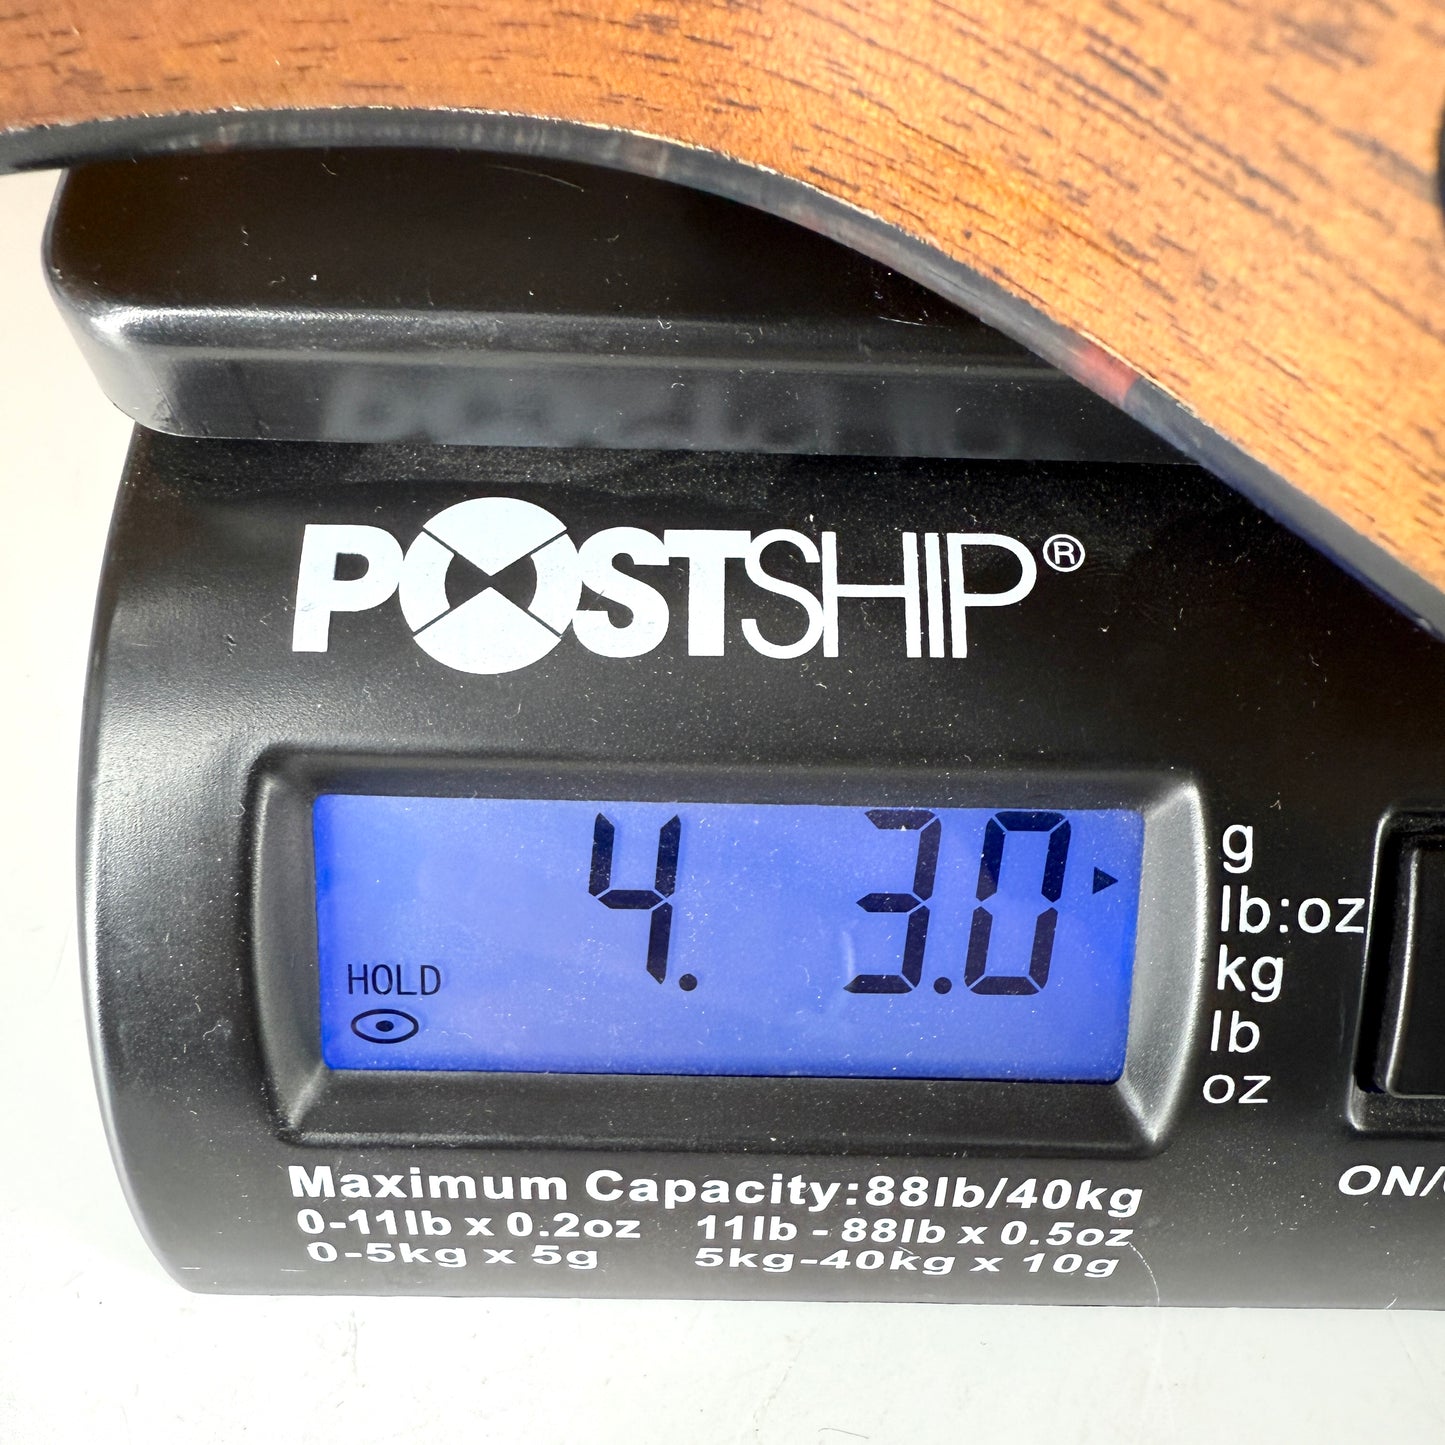 POSTSHIP®
4. 3.0
HOLD
g
lb:oz
kg
lb
oz
Maximum Capacity:88lb/40kg
0-11lb x 0.2oz 11lb - 88lb x 0.5oz
0-5kg x 5g 5kg-40kg x 10g
ON/